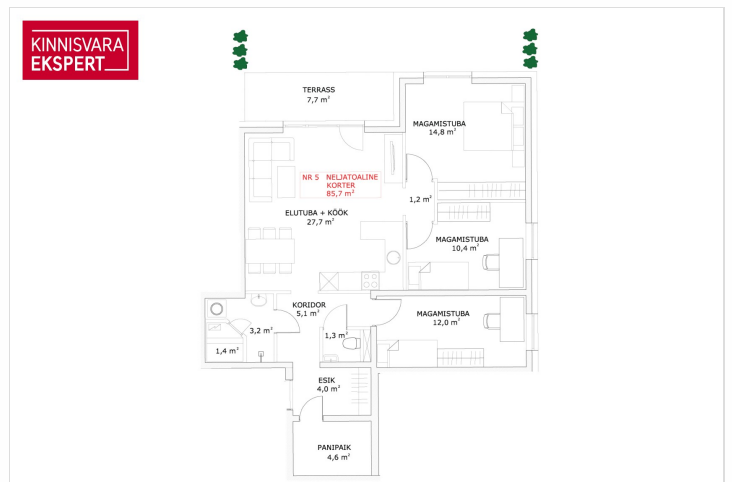 KINNISVARA
EKSPERT
TERRASS
7,7 m²
MAGAMISTUBA
14,8 m²
NR 5 NELJATOALINE
KORTER
85,7 m²
1,2 m²
ELUTUBA + KÖÖK
27,7 m²
MAGAMISTUBA
10,4 m²
KORIDOR
5,1 m²
MAGAMISTUBA
12,0 m²
3,2 m²
1,3 m²
1,4 m²
ESIK
4,0 m²
PANIPAIK
4,6 m²